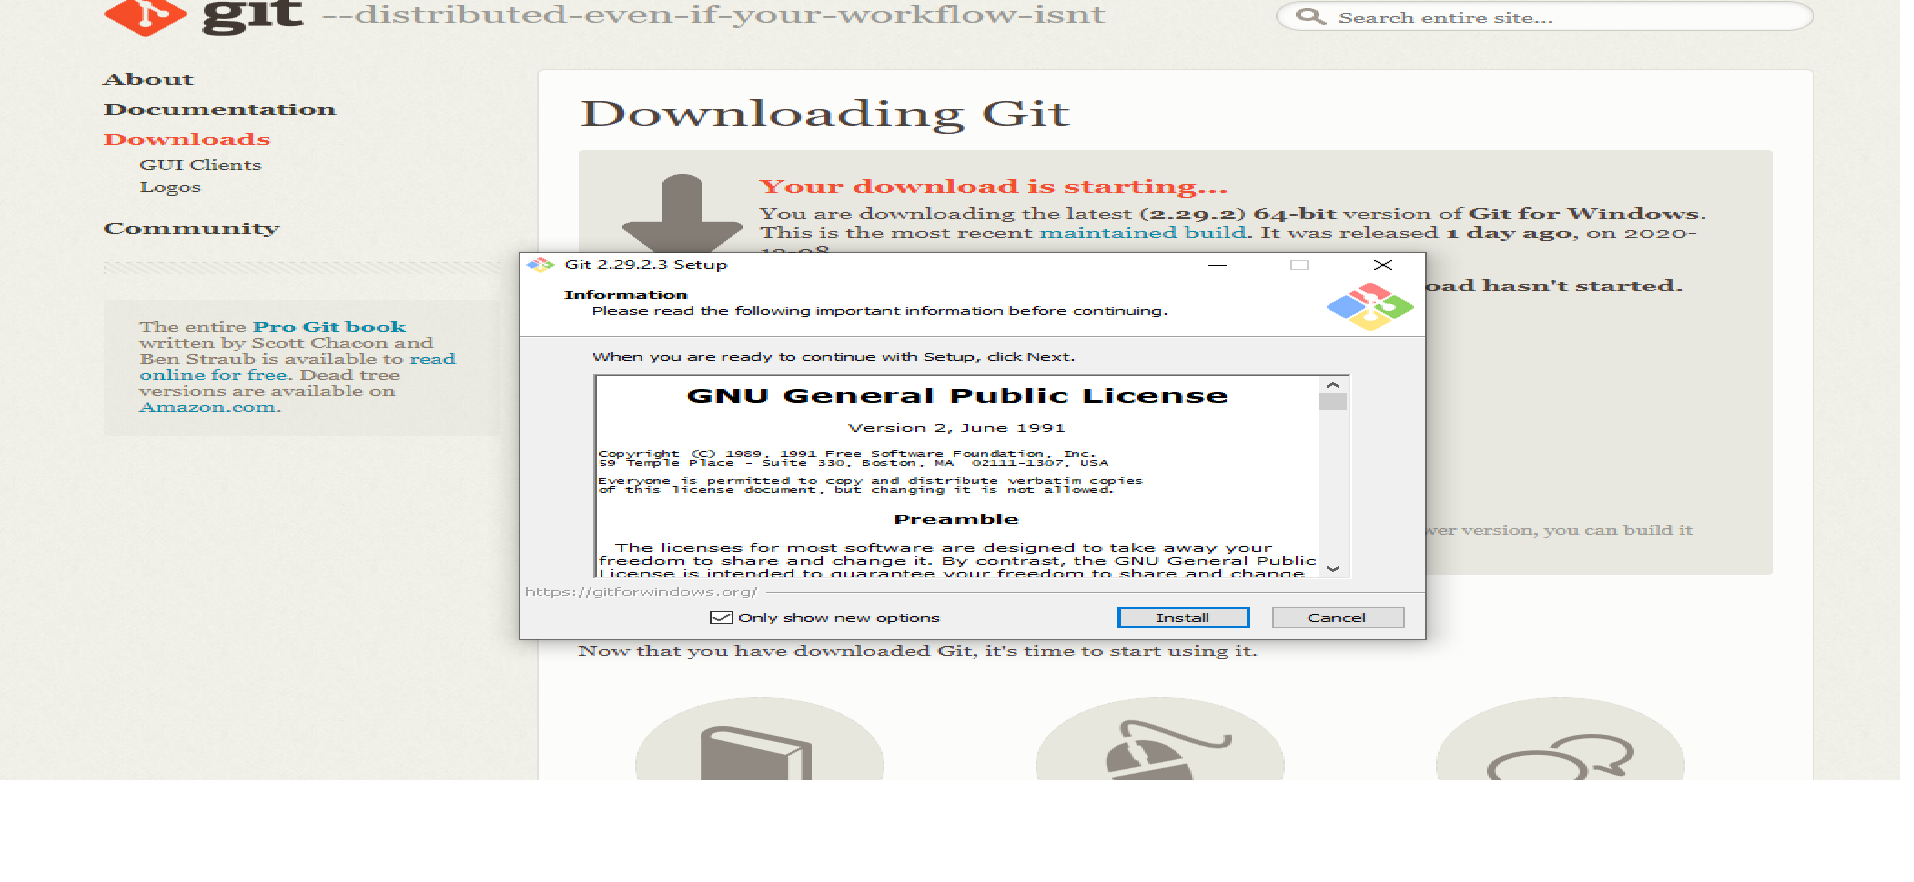 git --distributed-even-if-your-workflow-isnt
Search entire site...
About
Documentation
Downloads
GUI Clients
Logos
Community
The entire Pro Git book
written by Scott Chacon and
Ben Straub is available to read
online for free. Dead tree
versions are available on
Amazon.com.
Downloading Git
Your download is starting...
You are downloading the latest (2.29.2) 64-bit version of Git for Windows.
This is the most recent maintained build. It was released 1 day ago, on 2020-
12-08
hasn't started.
version, you can build it
Git 2.29.2.3 Setup
Information
Please read the following important information before continuing.
When you are ready to continue with Setup, click Next.
GNU General Public License
Version 2, June 1991
Copyright (C) 1989, 1991 Free Software Foundation, Inc.
59 Temple Place - Suite 330, Boston, MA  02111-1307, USA
Everyone is permitted to copy and distribute verbatim copies
of this license document, but changing it is not allowed.
Preamble
The licenses for most software are designed to take away your
freedom to share and change it. By contrast, the GNU General Public
License is intended to guarantee your freedom to share and change
https://gitforwindows.org/
Only show new options
Install
Cancel
Now that you have downloaded Git, it's time to start using it.